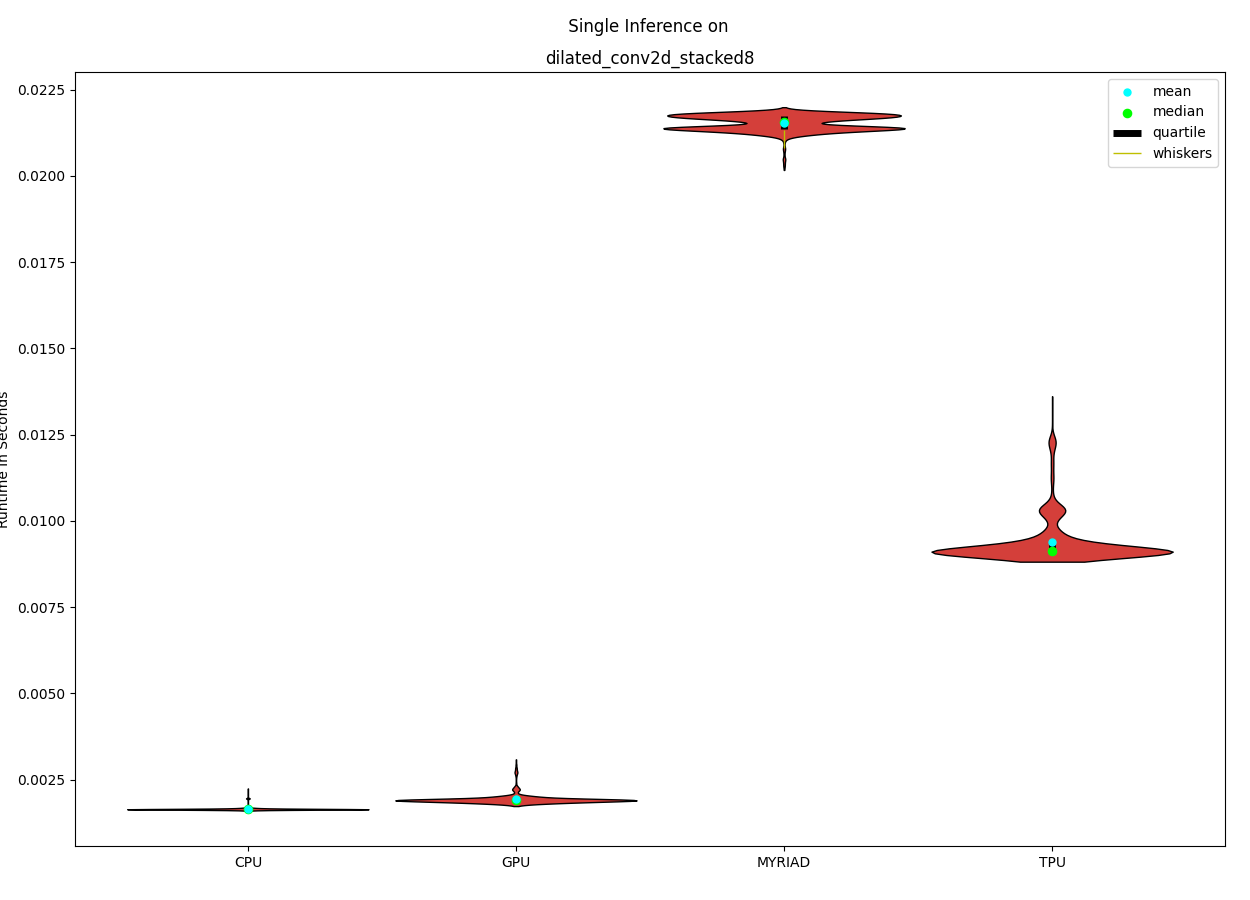 Single Inference on
dilated_conv2d_stacked8
mean
median
quartile
whiskers
Runtime in Seconds
0.0225
0.0200
0.0175
0.0150
0.0125
0.0100
0.0075
0.0050
0.0025
CPU
GPU
MYRIAD
TPU